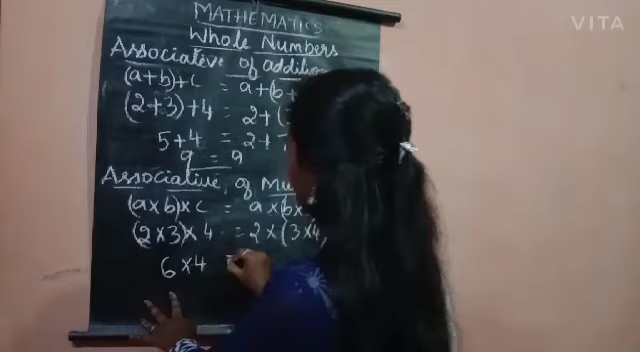 MATHEMATICS
Whole Numbers
Associative of addition
(a+b)+c = a+(b+
(2+3)+4 = 2+(
5+4 = 2+7
9 = 9
Associative of Mu
(a×b)×c = a×(b×
(2×3)×4 = 2×(3×4)
6×4
VITA